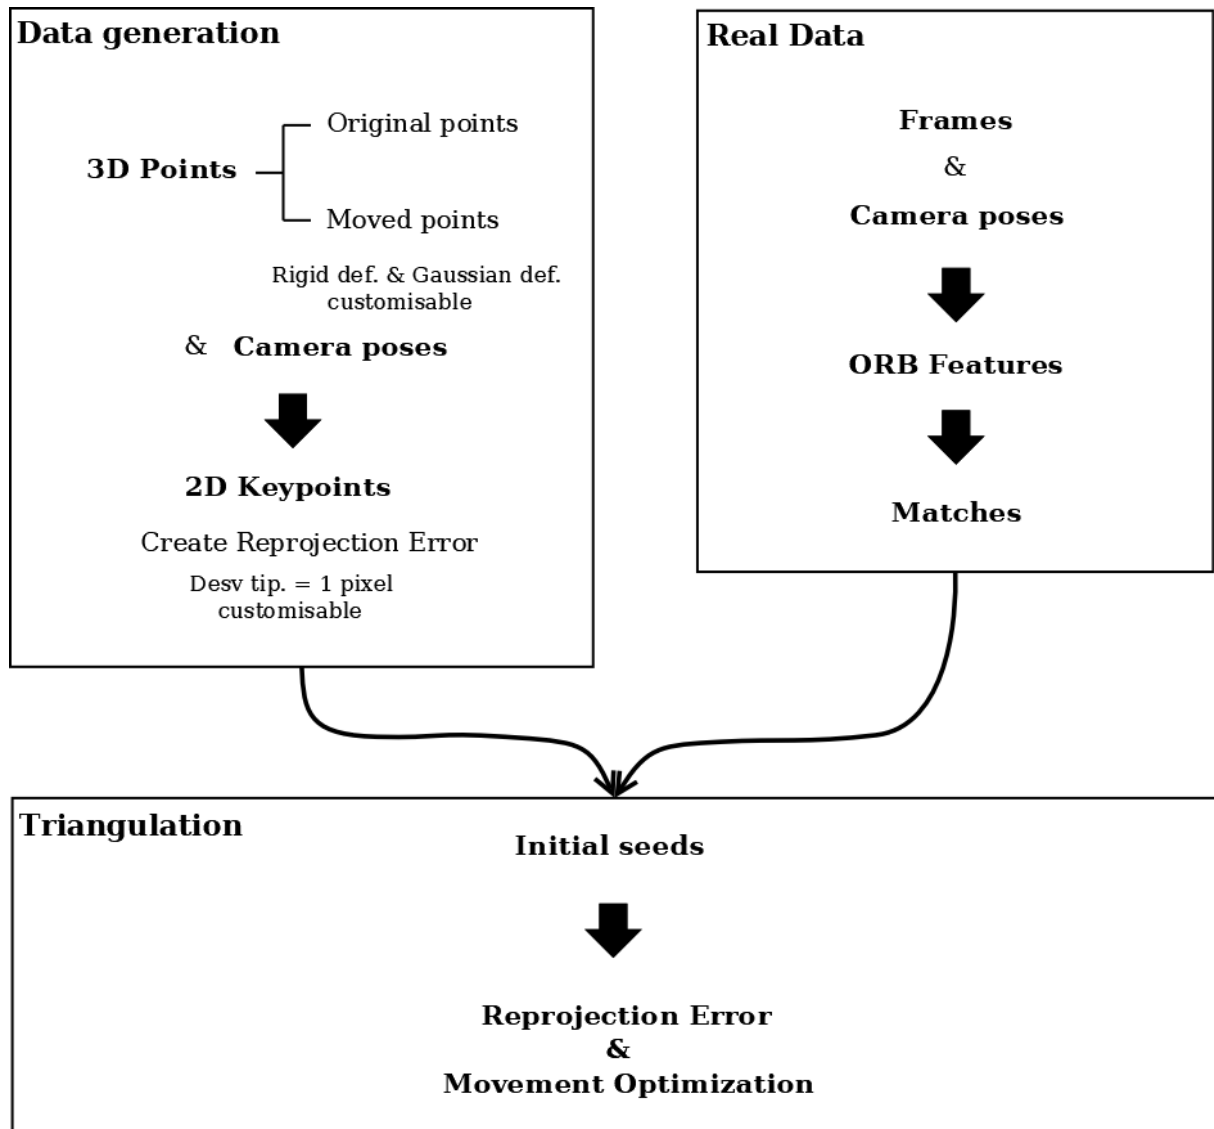 Data generation
3D Points
Original points
Moved points
Rigid def. & Gaussian def.
customisable
& Camera poses
2D Keypoints
Create Reprojection Error
Desv tip. = 1 pixel
customisable
Real Data
Frames
&
Camera poses
ORB Features
Matches
Triangulation
Initial seeds
Reprojection Error
&
Movement Optimization